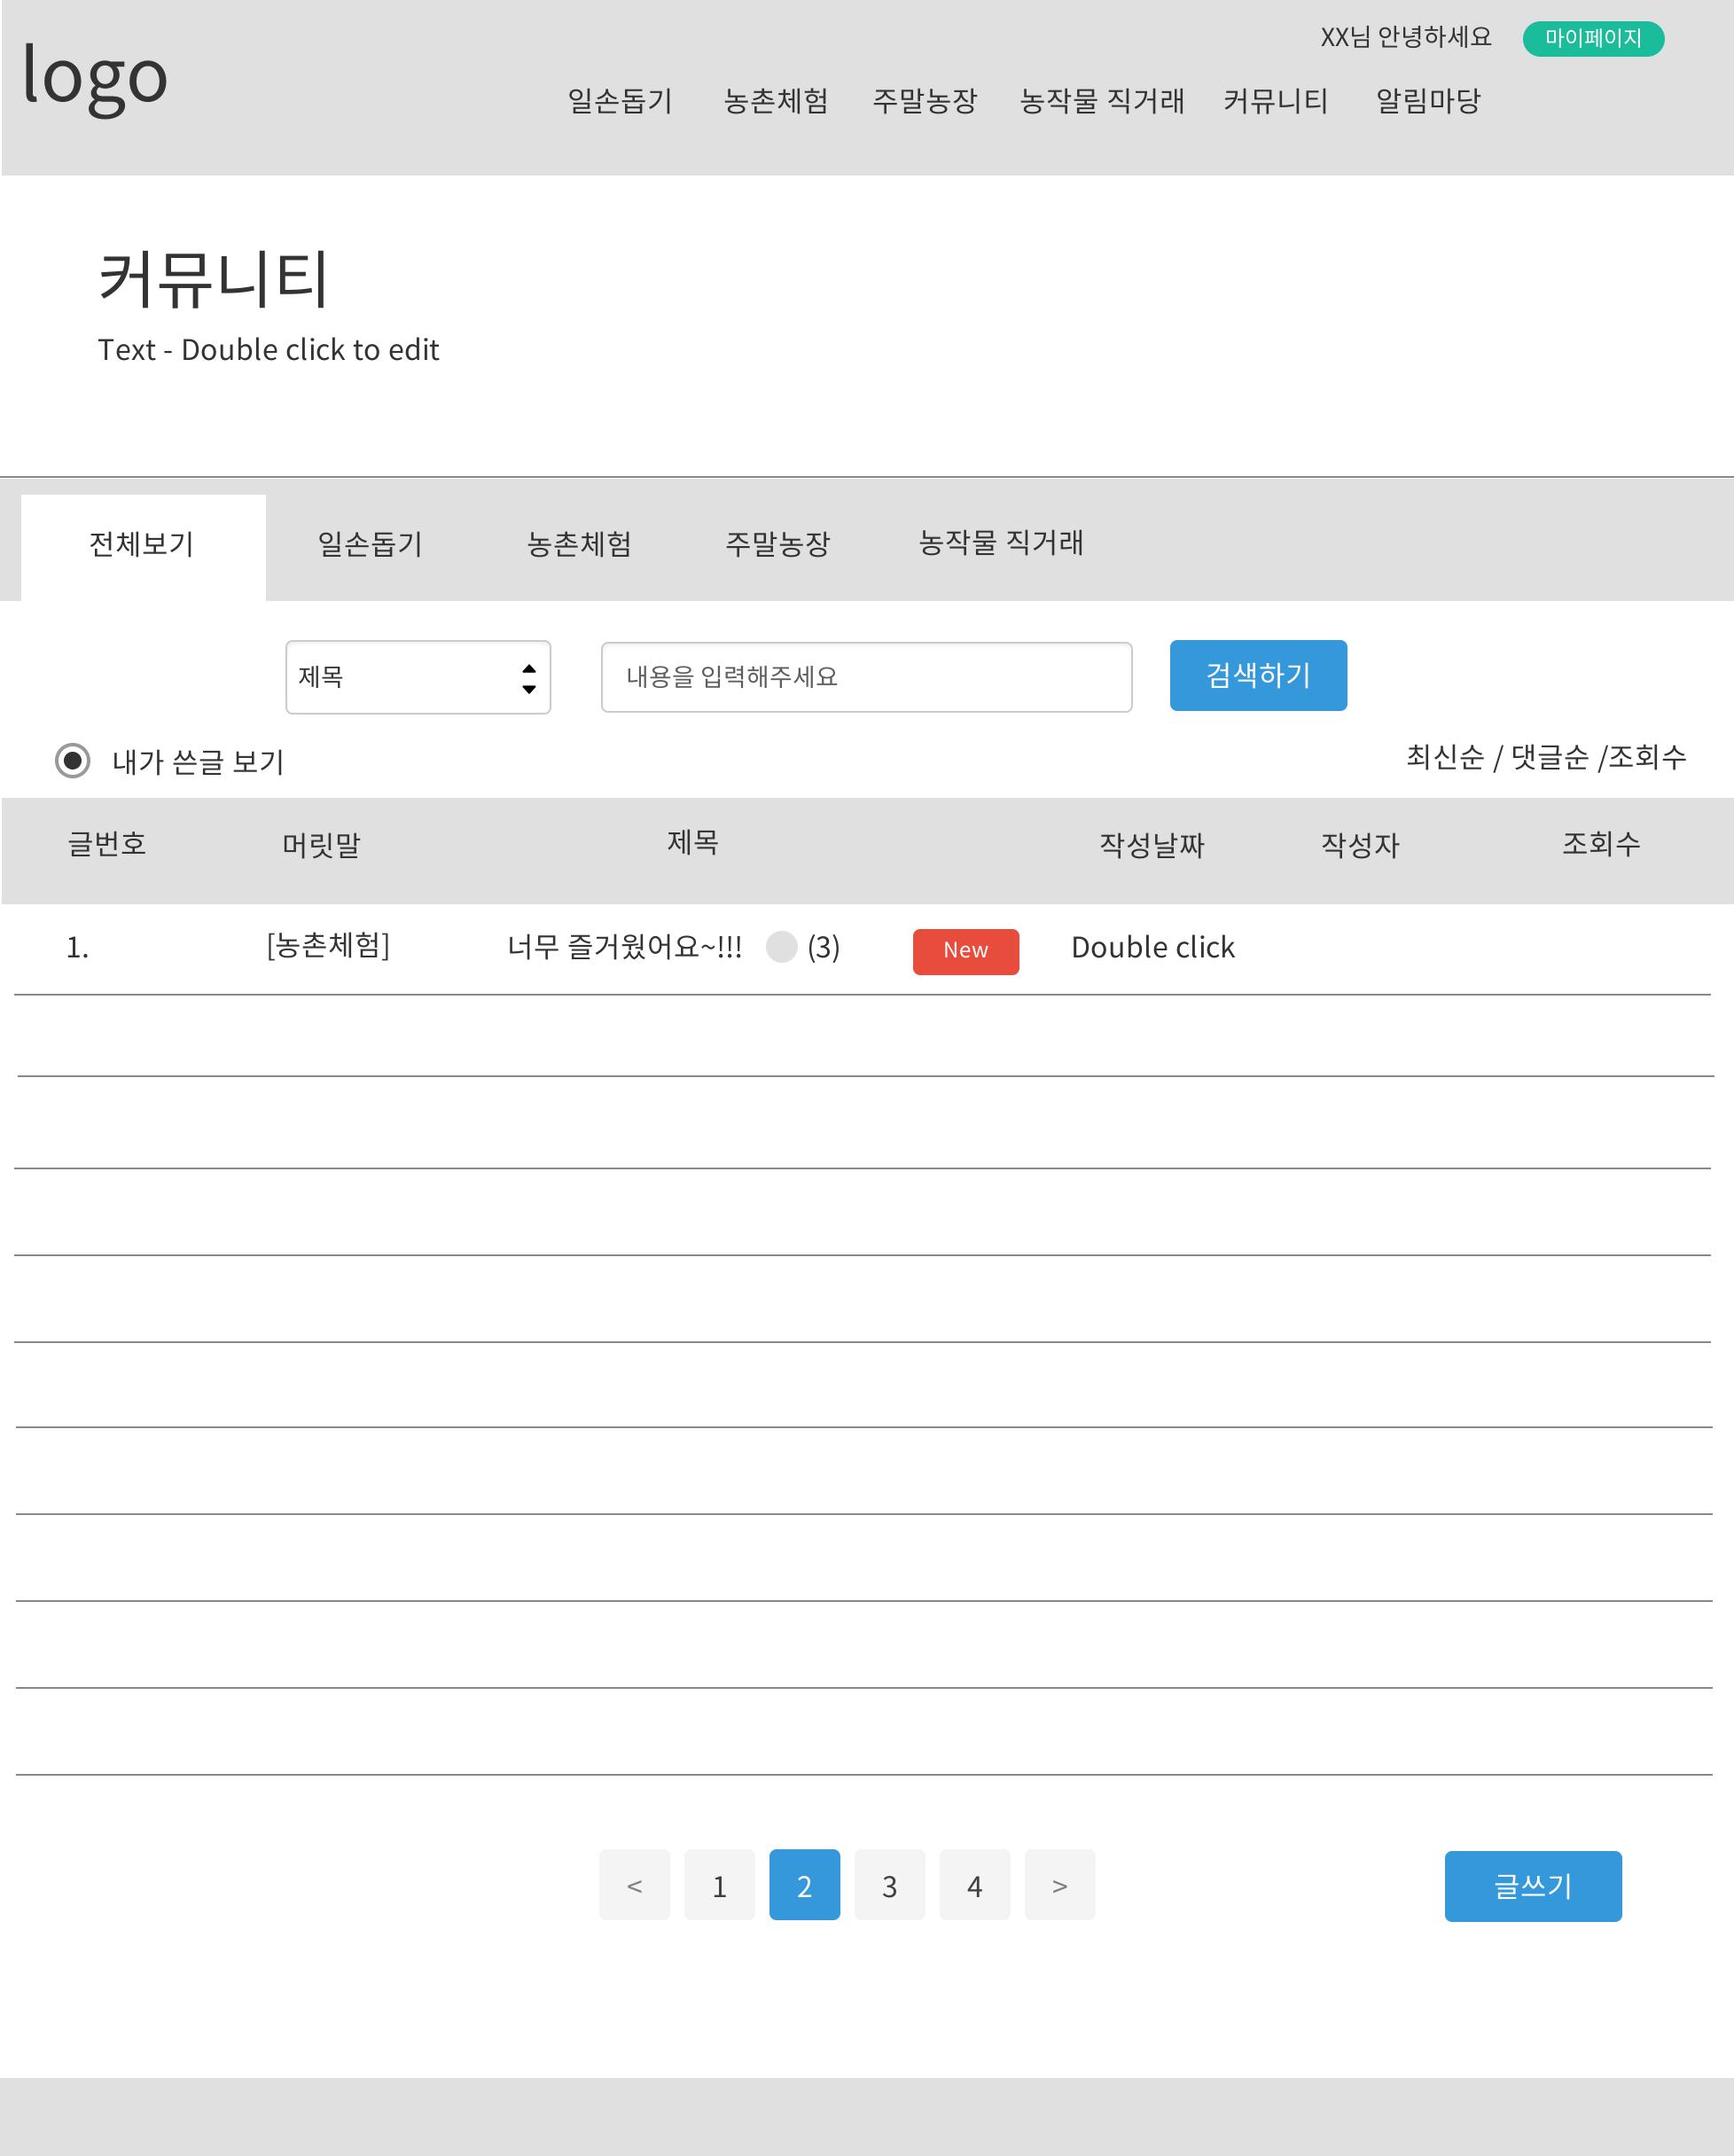 logo
XX님 안녕하세요 마이페이지
일손돕기 농촌체험 주말농장 농작물 직거래 커뮤니티 알림마당
커뮤니티
Text - Double click to edit
전체보기 일손돕기 농촌체험 주말농장 농작물 직거래
제목 내용을 입력해주세요 검색하기
내가 쓴글 보기 최신순 / 댓글순 /조회수
글번호 머릿말 제목 작성날짜 작성자 조회수
1. [농촌체험] 너무 즐거웠어요~!!! (3) New Double click
< 1 2 3 4 > 글쓰기